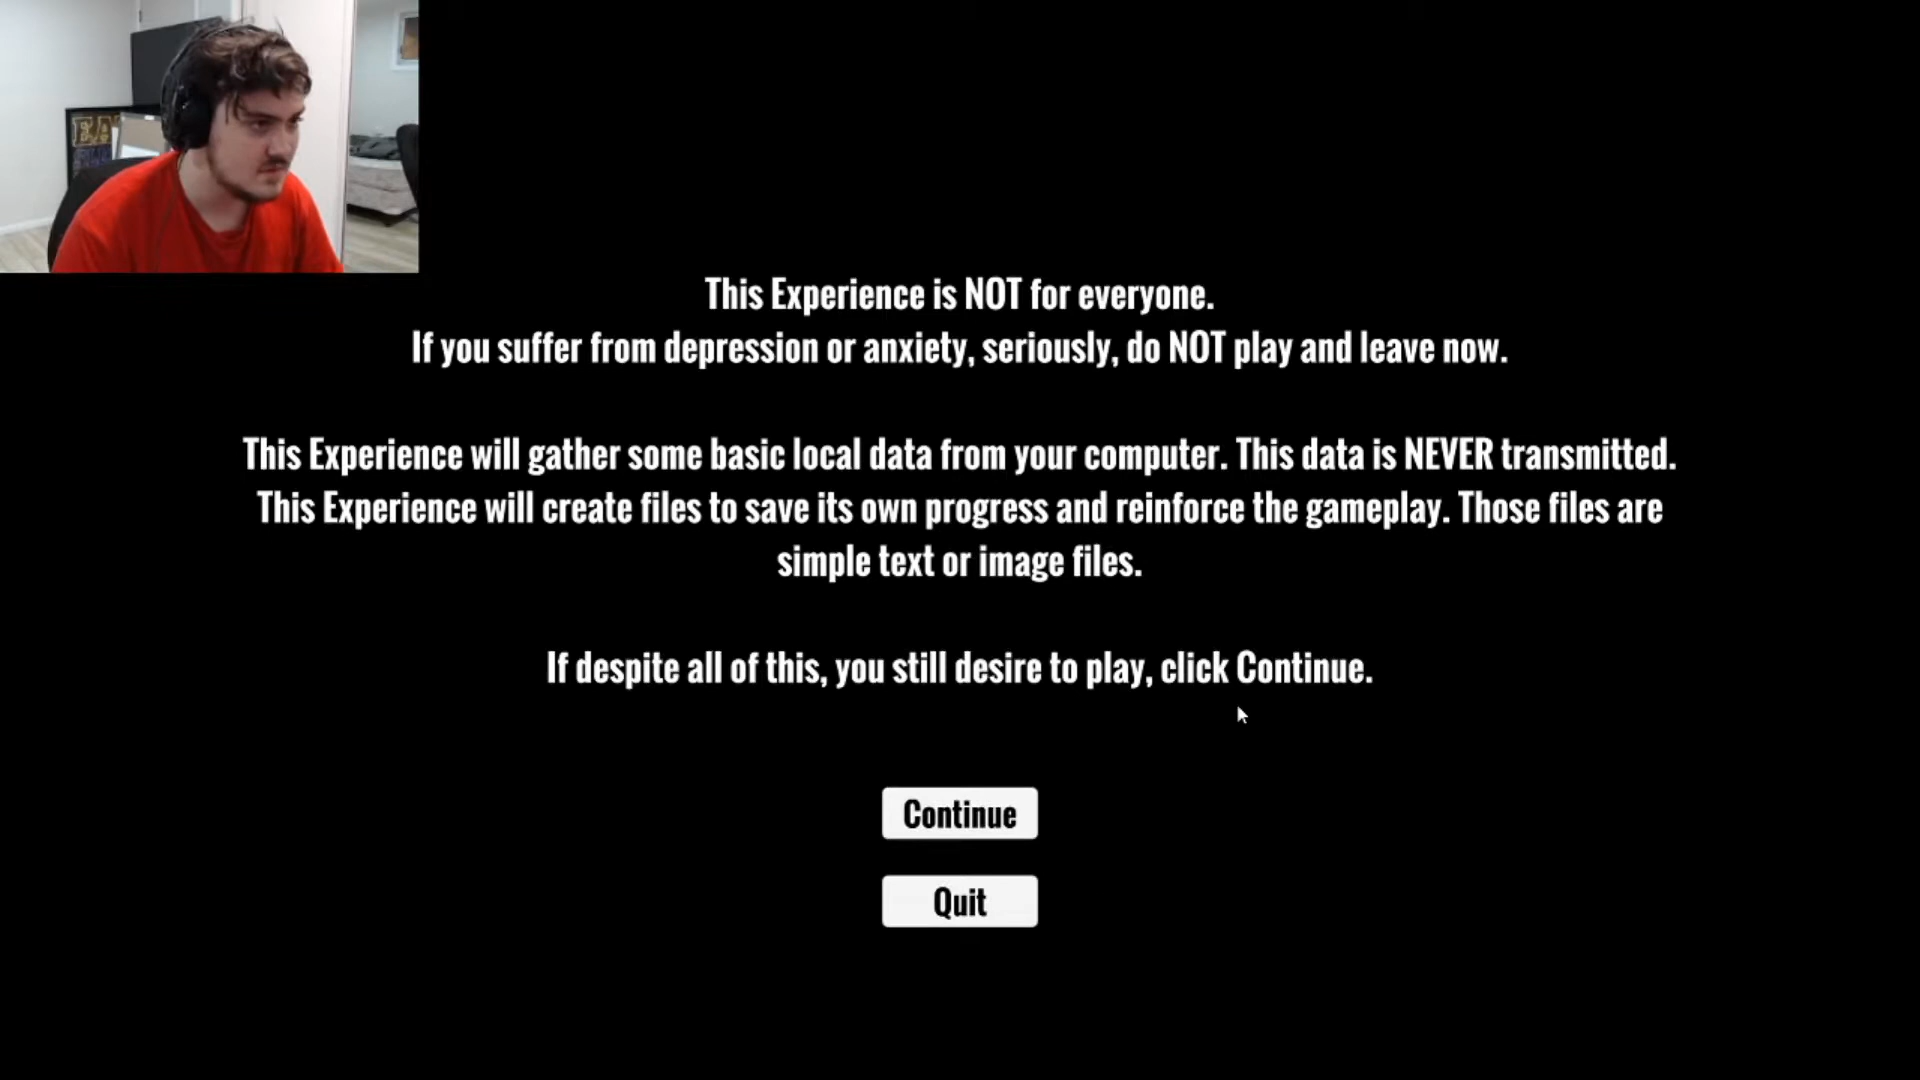 This Experience is NOT for everyone.
If you suffer from depression or anxiety, seriously, do NOT play and leave now.
This Experience will gather some basic local data from your computer. This data is NEVER transmitted.
This Experience will create files to save its own progress and reinforce the gameplay. Those files are
simple text or image files.
If despite all of this, you still desire to play, click Continue.
Continue
Quit